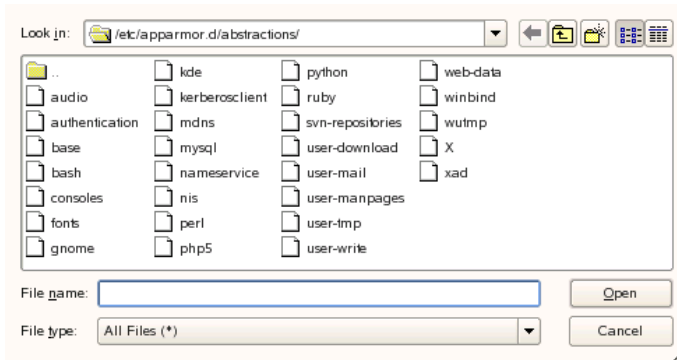 Look in: /etc/apparmor.d/abstractions/
.. kde python web-data
audio kerberosclient ruby winbind
authentication mdns svn-repositories wutmp
base mysql user-download X
bash nameservice user-mail xad
consoles nis user-manpages
fonts perl user-tmp
gnome php5 user-write
File name: Open
File type: All Files (*) Cancel